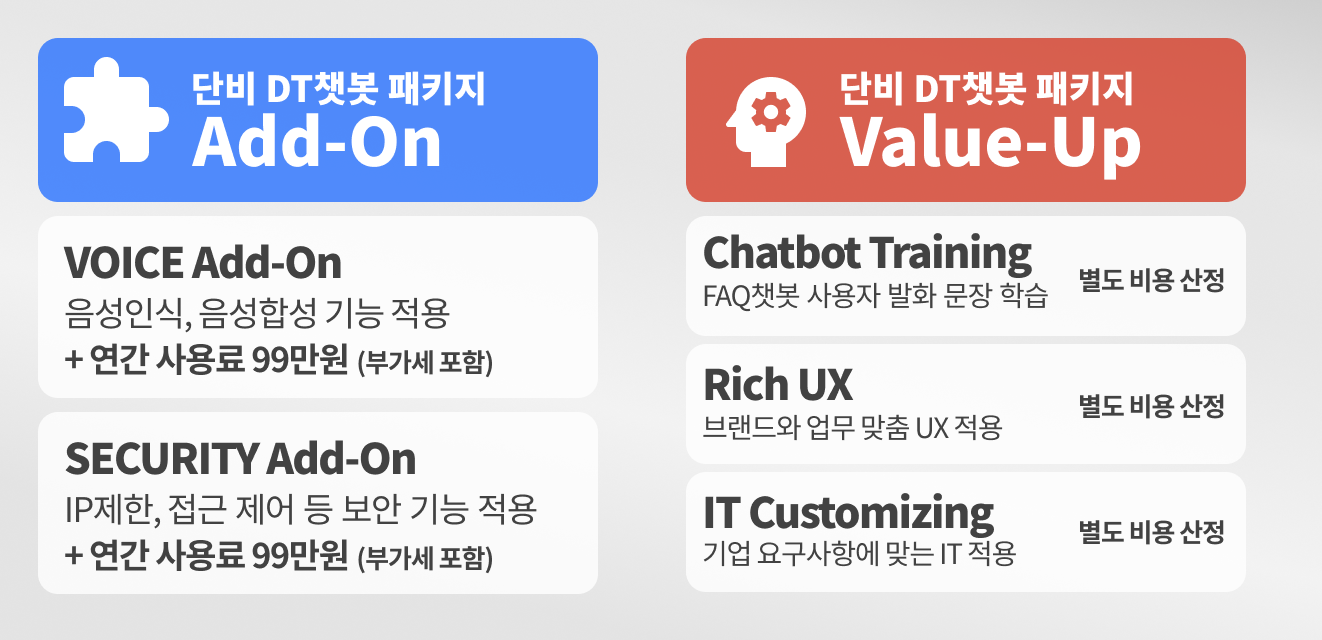 단비 DT챗봇 패키지
Add-On
VOICE Add-On
음성인식, 음성합성 기능 적용
+ 연간 사용료 99만원 (부가세 포함)
SECURITY Add-On
IP제한, 접근 제어 등 보안 기능 적용
+ 연간 사용료 99만원 (부가세 포함)
단비 DT챗봇 패키지
Value-Up
Chatbot Training
FAQ챗봇 사용자 발화 문장 학습
별도 비용 산정
Rich UX
브랜드와 업무 맞춤 UX 적용
별도 비용 산정
IT Customizing
기업 요구사항에 맞는 IT 적용
별도 비용 산정